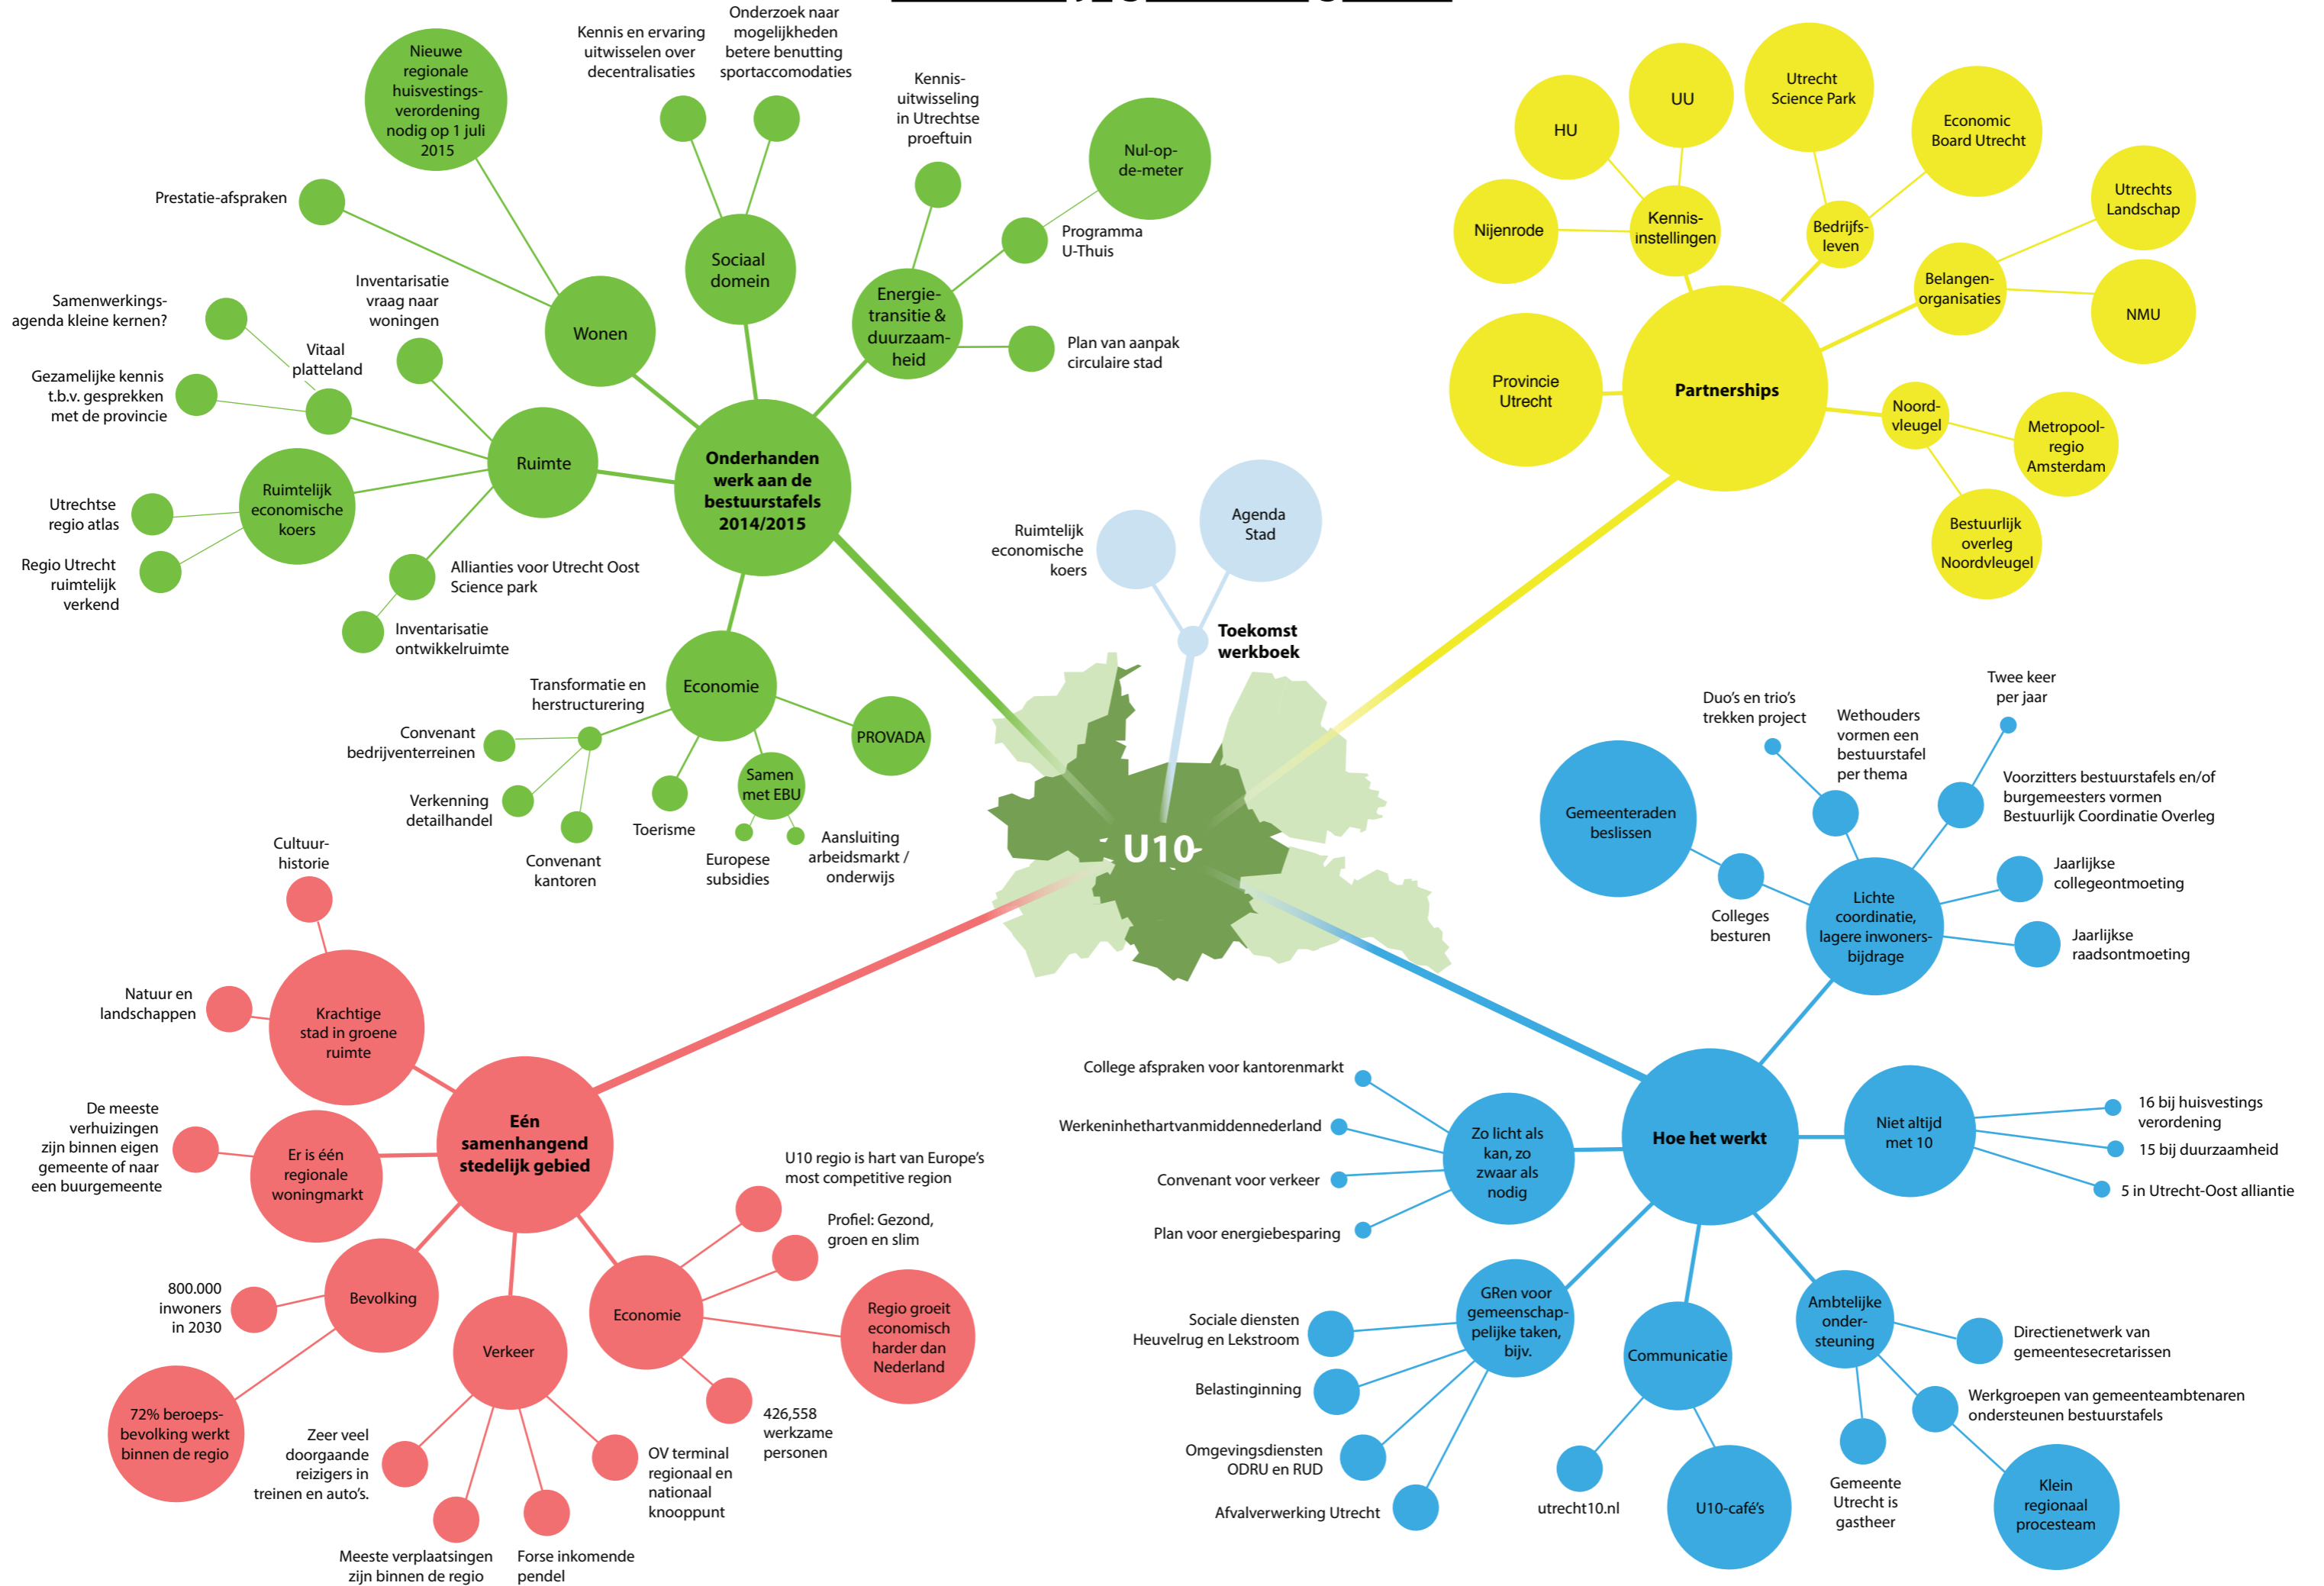 Nieuwe
regionale
huisvestings-
verordening
nodig op 1 juli
2015
Kennis en ervaring
uitwisselen over
decentralisaties
Onderzoek naar
mogelijkheden
betere benutting
sportaccomodaties
Kennis-
uitwisseling
in Utrechtse
proeftuin
Nul-op-
de-meter
Prestatie-afspraken
Programma
U-Thuis
Sociaal
domein
Energie-
transitie &
duurzaam-
heid
Plan van aanpak
circulaire stad
Wonen
Inventarisatie
vraag naar
woningen
Samenwerkings-
agenda kleine kernen?
Vitaal
platteland
Gezamelijke kennis
t.b.v. gesprekken
met de provincie
Ruimte
Onderhanden
werk aan de
bestuurstafels
2014/2015
Ruimtelijk
economische
koers
Utrechtse
regio atlas
Regio Utrecht
ruimtelijk
verkend
Allianties voor Utrecht Oost
Science park
Inventarisatie
ontwikkelruimte
Economie
Transformatie en
herstructurering
Convenant
bedrijventerreinen
Verkenning
detailhandel
Convenant
kantoren
Toerisme
Samen
met EBU
Europese
subsidies
Aansluiting
arbeidsmarkt /
onderwijs
PROVADA
Ruimtelijk
economische
koers
Agenda
Stad
Toekomst
werkboek
U10
HU
UU
Utrecht
Science Park
Economic
Board Utrecht
Nijenrode
Kennis-
instellingen
Bedrijfs-
leven
Utrechts
Landschap
Belangen-
organisaties
NMU
Provincie
Utrecht
Partnerships
Noord-
vleugel
Metropool-
regio
Amsterdam
Bestuurlijk
overleg
Noordvleugel
Twee keer
per jaar
Duo's en trio's
trekken project
Wethouders
vormen een
bestuurstafel
per thema
Voorzitters bestuurstafels en/of
burgemeesters vormen
Bestuurlijk Coordinatie Overleg
Gemeenteraden
beslissen
Colleges
besturen
Lichte
coordinatie,
lagere inwoners-
bijdrage
Jaarlijkse
collegeontmoeting
Jaarlijkse
raadsontmoeting
Cultuur-
historie
Natuur en
landschappen
Krachtige
stad in groene
ruimte
De meeste
verhuizingen
zijn binnen eigen
gemeente of naar
een buurgemeente
Er is één
regionale
woningmarkt
Eén
samenhangend
stedelijk gebied
800.000
inwoners
in 2030
Bevolking
72% beroeps-
bevolking werkt
binnen de regio
Verkeer
Zeer veel
doorgaande
reizigers in
treinen en auto's.
Meeste verplaatsingen
zijn binnen de regio
Forse inkomende
pendel
OV terminal
regionaal en
nationaal
knooppunt
Economie
U10 regio is hart van Europe's
most competitive region
Profiel: Gezond,
groen en slim
Regio groeit
economisch
harder dan
Nederland
426,558
werkzame
personen
College afspraken voor kantorenmarkt
Werkeninhethartvanmiddennederland
Convenant voor verkeer
Plan voor energiebesparing
Zo licht als
kan, zo
zwaar als
nodig
Hoe het werkt
Niet altijd
met 10
16 bij huisvestings
verordening
15 bij duurzaamheid
5 in Utrecht-Oost alliantie
GRen voor
gemeenschap-
pelijke taken,
bijv.
Sociale diensten
Heuvelrug en Lekstroom
Belastinginning
Omgevingsdiensten
ODRU en RUD
Afvalverwerking Utrecht
Communicatie
utrecht10.nl
U10-café's
Ambtelijke
onder-
steuning
Directienetwerk van
gemeentesecretarissen
Werkgroepen van gemeenteambtenaren
ondersteunen bestuurstafels
Gemeente
Utrecht is
gastheer
Klein
regionaal
procesteam